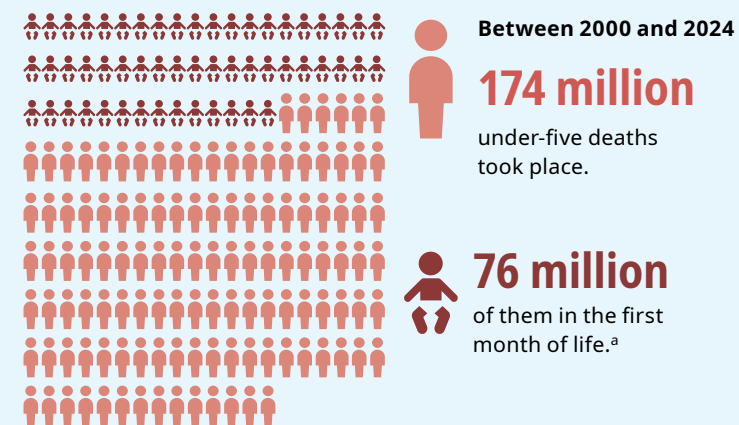 Between 2000 and 2024
174 million
under-five deaths
took place.
76 million
of them in the first
month of life.ᵃ